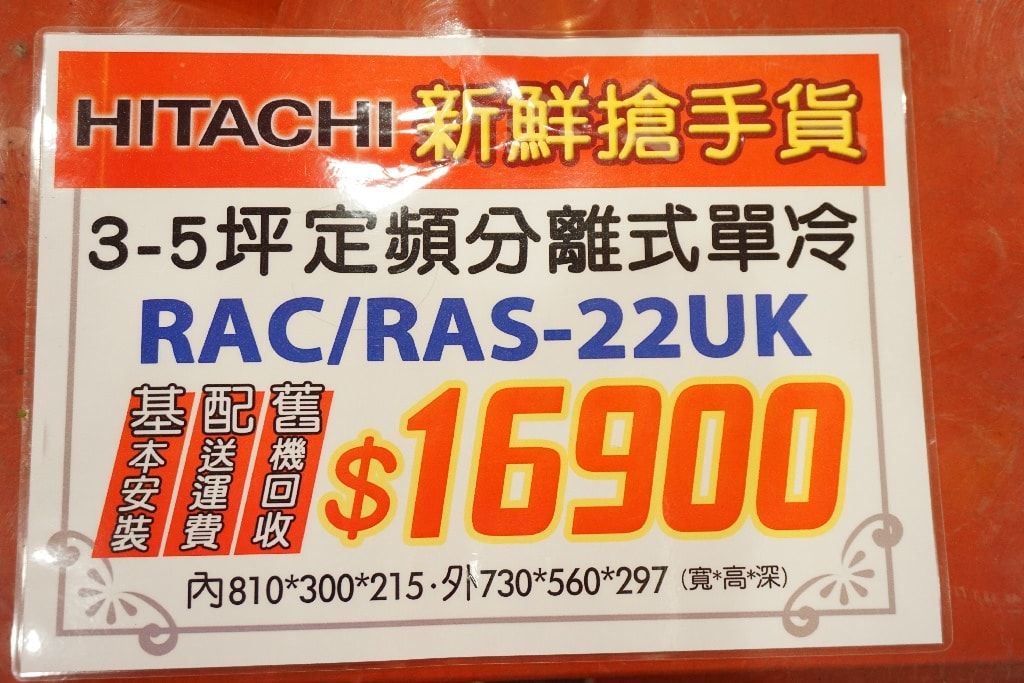 HITACHI 新鮮搶手貨
3-5坪定頻分離式單冷
RAC/RAS-22UK
基本安裝
配送運費
舊機回收
$16900
內810*300*215·外730*560*297 (寬*高*深)